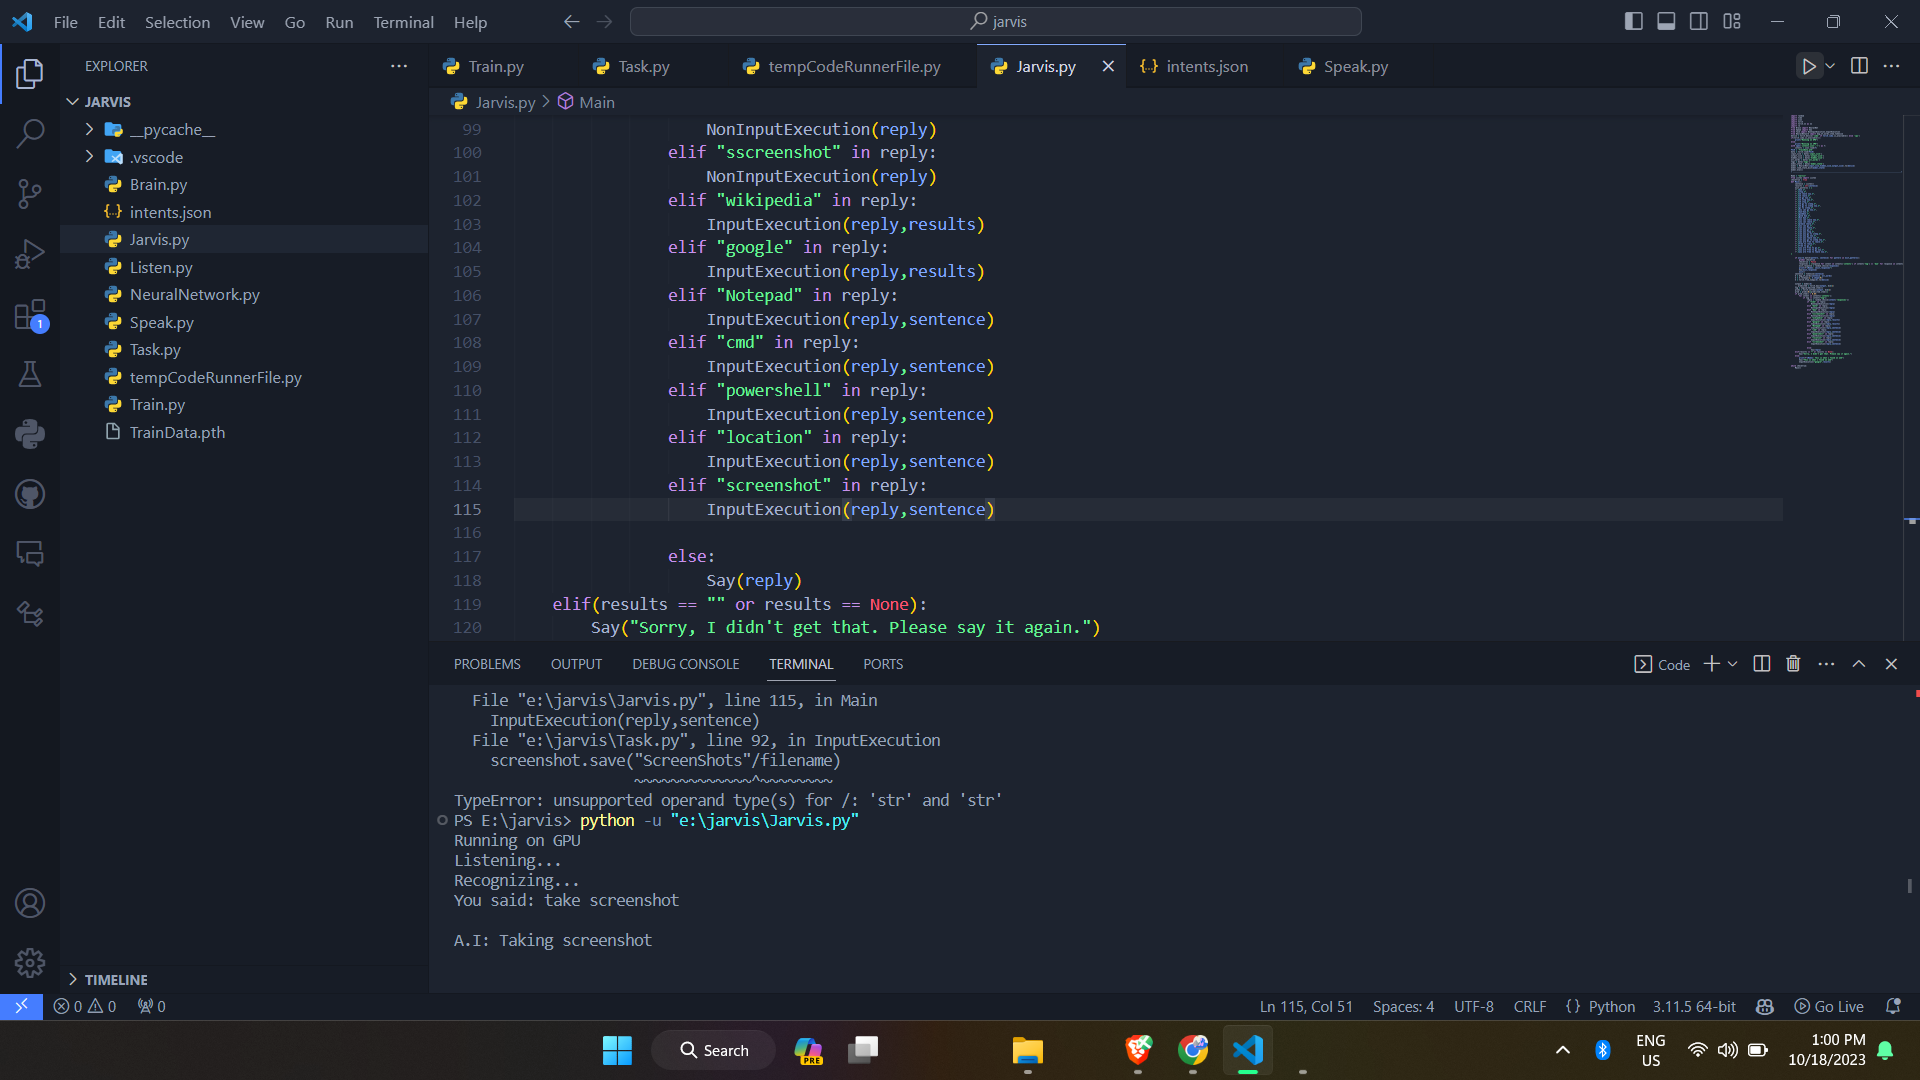 File Edit Selection View Go Run Terminal Help
jarvis
EXPLORER
JARVIS
__pycache__
.vscode
Brain.py
intents.json
Jarvis.py
Listen.py
NeuralNetwork.py
Speak.py
Task.py
tempCodeRunnerFile.py
Train.py
TrainData.pth
TIMELINE
1
Train.py Task.py tempCodeRunnerFile.py Jarvis.py intents.json Speak.py
Jarvis.py > Main
99 NonInputExecution(reply)
100 elif "sscreenshot" in reply:
101 NonInputExecution(reply)
102 elif "wikipedia" in reply:
103 InputExecution(reply,results)
104 elif "google" in reply:
105 InputExecution(reply,results)
106 elif "Notepad" in reply:
107 InputExecution(reply,sentence)
108 elif "cmd" in reply:
109 InputExecution(reply,sentence)
110 elif "powershell" in reply:
111 InputExecution(reply,sentence)
112 elif "location" in reply:
113 InputExecution(reply,sentence)
114 elif "screenshot" in reply:
115 InputExecution(reply,sentence)
116
117 else:
118 Say(reply)
119 elif(results == "" or results == None):
120 Say("Sorry, I didn't get that. Please say it again.")
PROBLEMS OUTPUT DEBUG CONSOLE TERMINAL PORTS
Code
File "e:\jarvis\Jarvis.py", line 115, in Main
InputExecution(reply,sentence)
File "e:\jarvis\Task.py", line 92, in InputExecution
screenshot.save("ScreenShots"/filename)
~~~~~~~~~~~~~^~~~~~~~~
TypeError: unsupported operand type(s) for /: 'str' and 'str'
PS E:\jarvis> python -u "e:\jarvis\Jarvis.py"
Running on GPU
Listening...
Recognizing...
You said: take screenshot
A.I: Taking screenshot
0 0 0
Ln 115, Col 51 Spaces: 4 UTF-8 CRLF {} Python 3.11.5 64-bit Go Live
Search
PRE
ENG
US
1:00 PM
10/18/2023